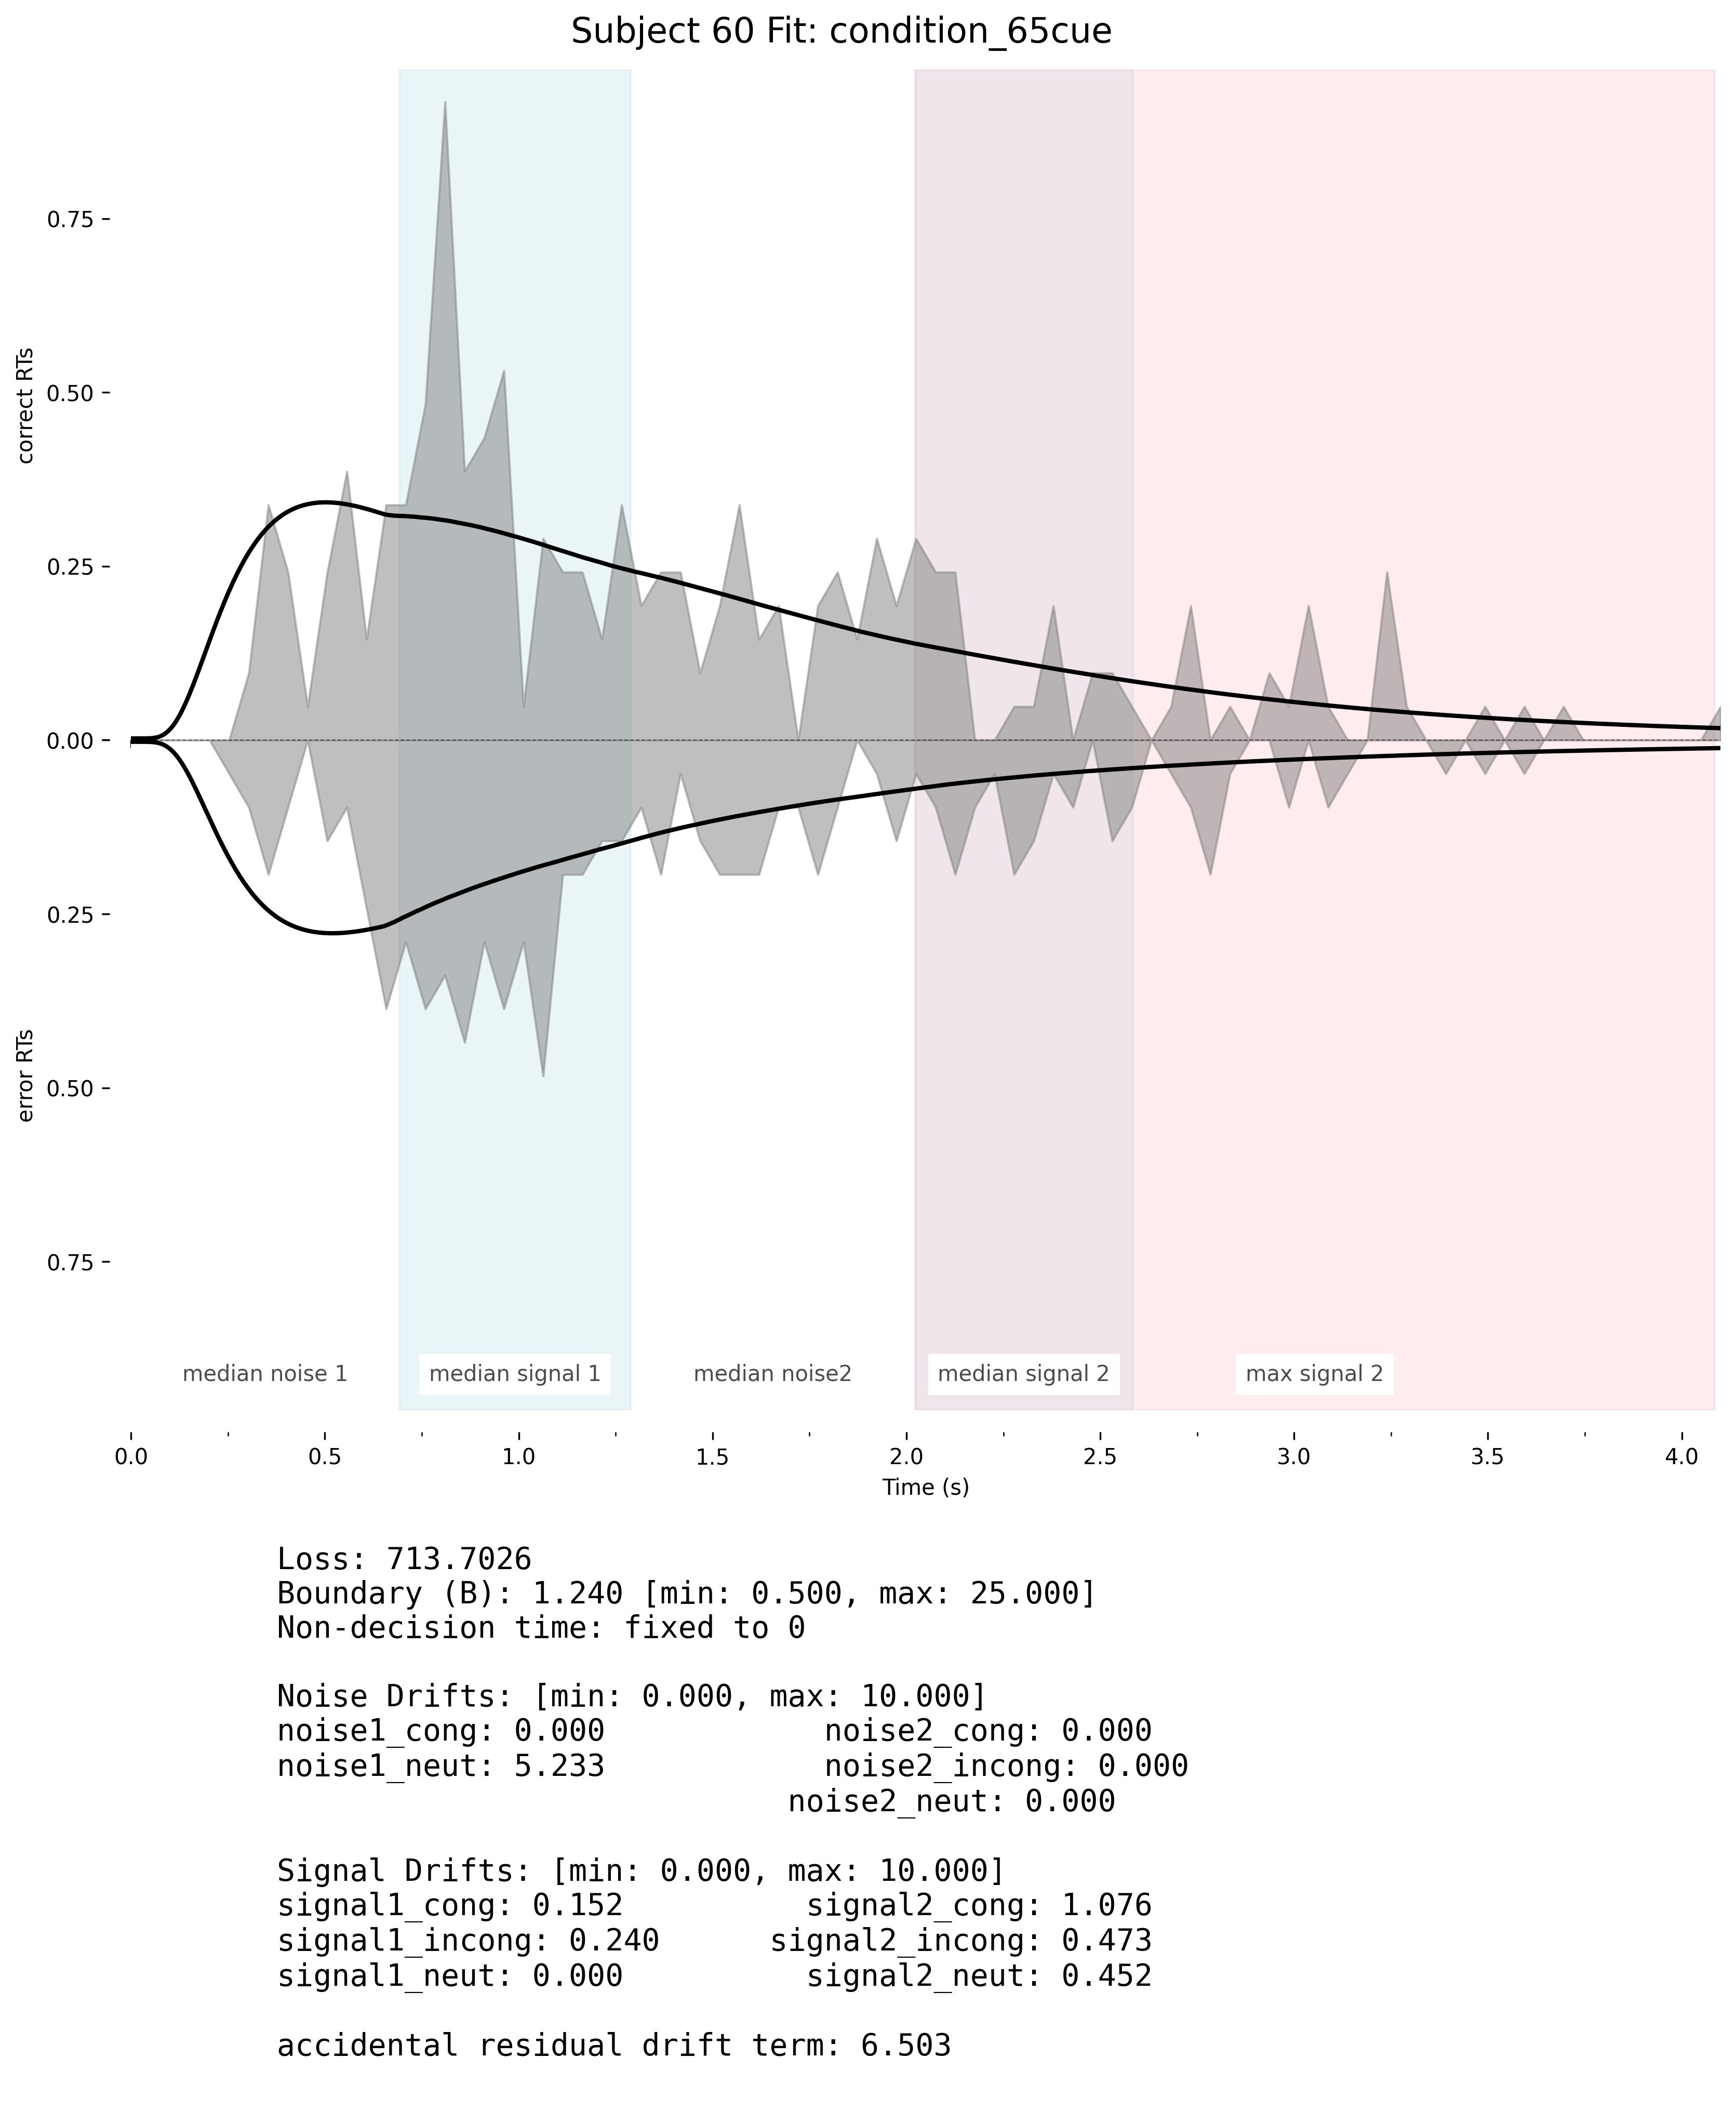 Subject 60 Fit: condition_65cue
0.75
0.50
0.25
0.00
0.25
0.50
0.75
correct RTs
error RTs
median noise 1
median signal 1
median noise2
median signal 2
max signal 2
0.0 0.5 1.0 1.5 2.0 2.5 3.0 3.5 4.0
Time (s)
Loss: 713.7026
Boundary (B): 1.240 [min: 0.500, max: 25.000]
Non-decision time: fixed to 0
Noise Drifts: [min: 0.000, max: 10.000]
noise1_cong: 0.000 noise2_cong: 0.000
noise1_neut: 5.233 noise2_incong: 0.000
noise2_neut: 0.000
Signal Drifts: [min: 0.000, max: 10.000]
signal1_cong: 0.152 signal2_cong: 1.076
signal1_incong: 0.240 signal2_incong: 0.473
signal1_neut: 0.000 signal2_neut: 0.452
accidental residual drift term: 6.503